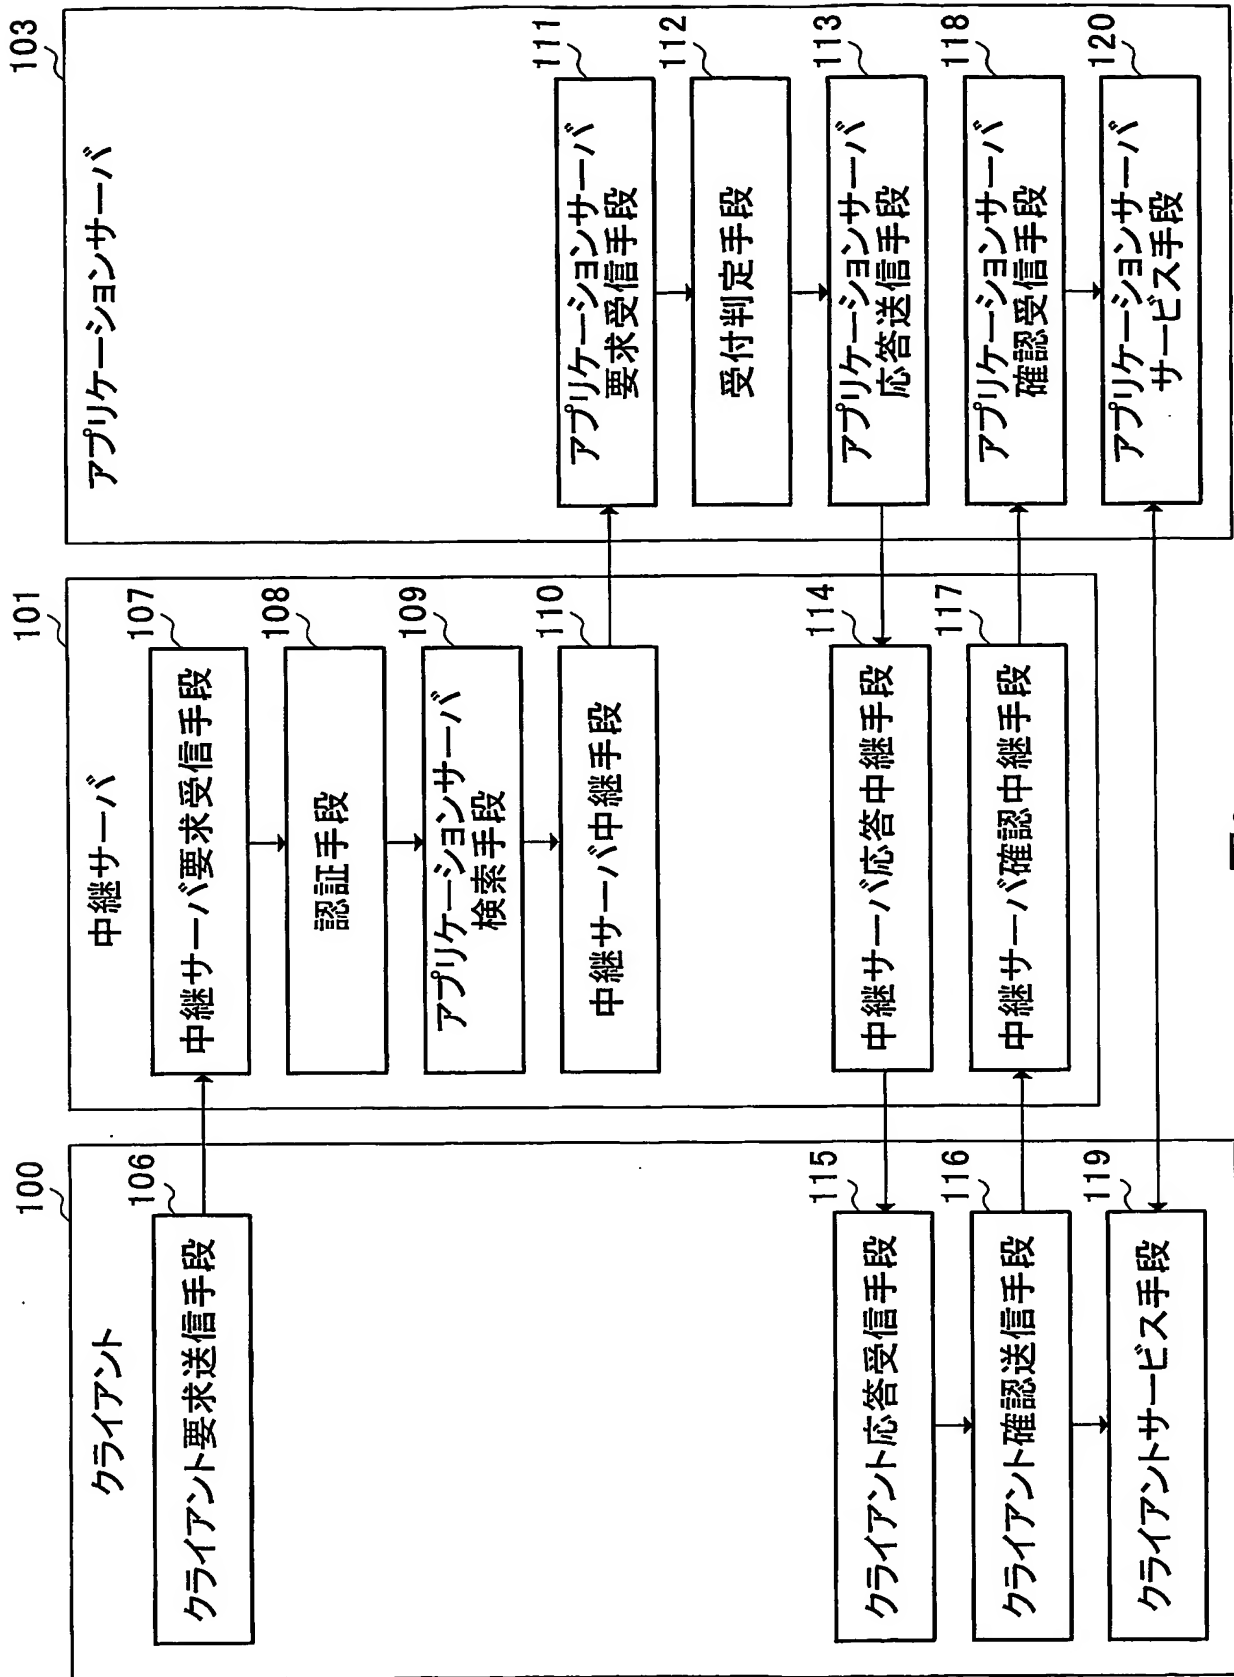 クライアント
100
106
クライアント要求送信手段
115
クライアント応答受信手段
116
クライアント確認送信手段
119
クライアントサービス手段
中継サーバ
101
107
中継サーバ要求受信手段
108
認証手段
109
アプリケーションサーバ
検索手段
110
中継サーバ中継手段
114
中継サーバ応答中継手段
117
中継サーバ確認中継手段
アプリケーションサーバ
103
111
アプリケーションサーバ
要求受信手段
112
受付判定手段
113
アプリケーションサーバ
応答送信手段
118
アプリケーションサーバ
確認受信手段
120
アプリケーションサーバ
サービス手段